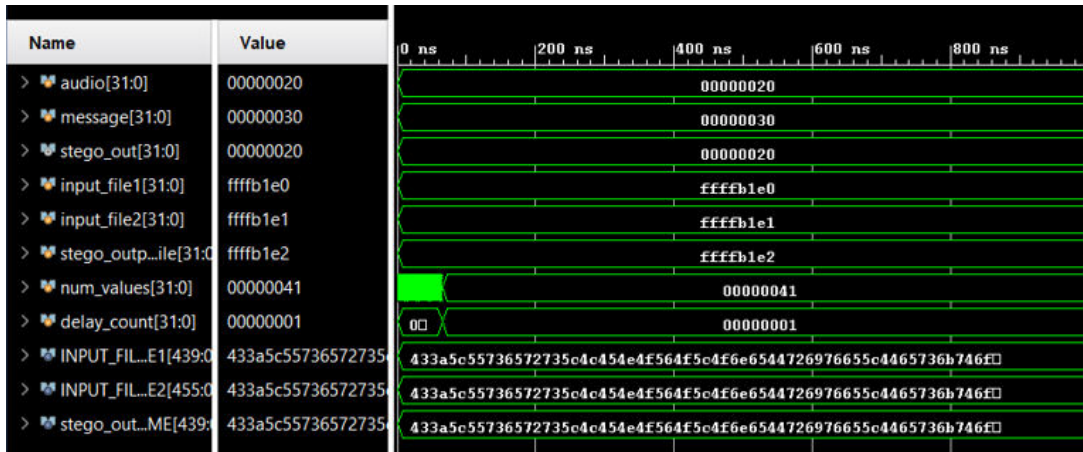 Name Value 0 ns 200 ns 400 ns 600 ns 800 ns
audio[31:0] 00000020 00000020
message[31:0] 00000030 00000030
stego_out[31:0] 00000020 00000020
input_file1[31:0] ffffb1e0 ffffb1e0
input_file2[31:0] ffffb1e1 ffffb1e1
stego_outp...ile[31:0 ffffb1e2 ffffb1e2
num_values[31:0] 00000041 00000041
delay_count[31:0] 00000001 0□ 00000001
INPUT_FIL...E1[439:0 433a5c55736572735 433a5c55736572735c4c454e4f564f5c4f6e6544726976655c4465736b746f□
INPUT_FIL...E2[455:0 433a5c55736572735 433a5c55736572735c4c454e4f564f5c4f6e6544726976655c4465736b746f□
stego_out...ME[439: 433a5c55736572735 433a5c55736572735c4c454e4f564f5c4f6e6544726976655c4465736b746f□